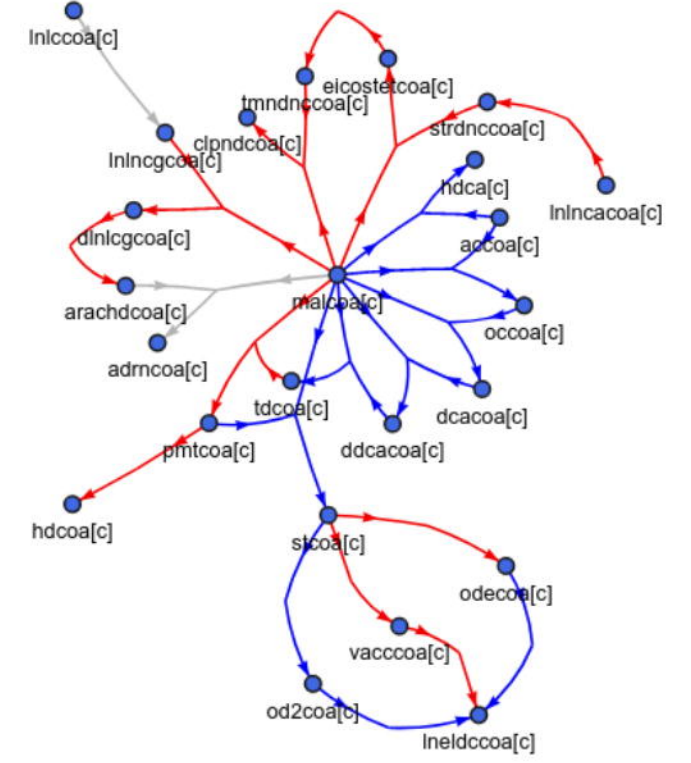 lnlccoa[c]
eicostetcoa[c]
tmndnccoa[c]
strdnccoa[c]
clpndcoa[c]
lnlncgcoa[c]
hdca[c]
lnlncacoa[c]
dlnlcgcoa[c]
accoa[c]
malcoa[c]
arachdcoa[c]
occoa[c]
adrncoa[c]
tdcoa[c]
dcacoa[c]
pmtcoa[c]
ddcacoa[c]
hdcoa[c]
stcoa[c]
odecoa[c]
vacccoa[c]
od2coa[c]
lneldccoa[c]